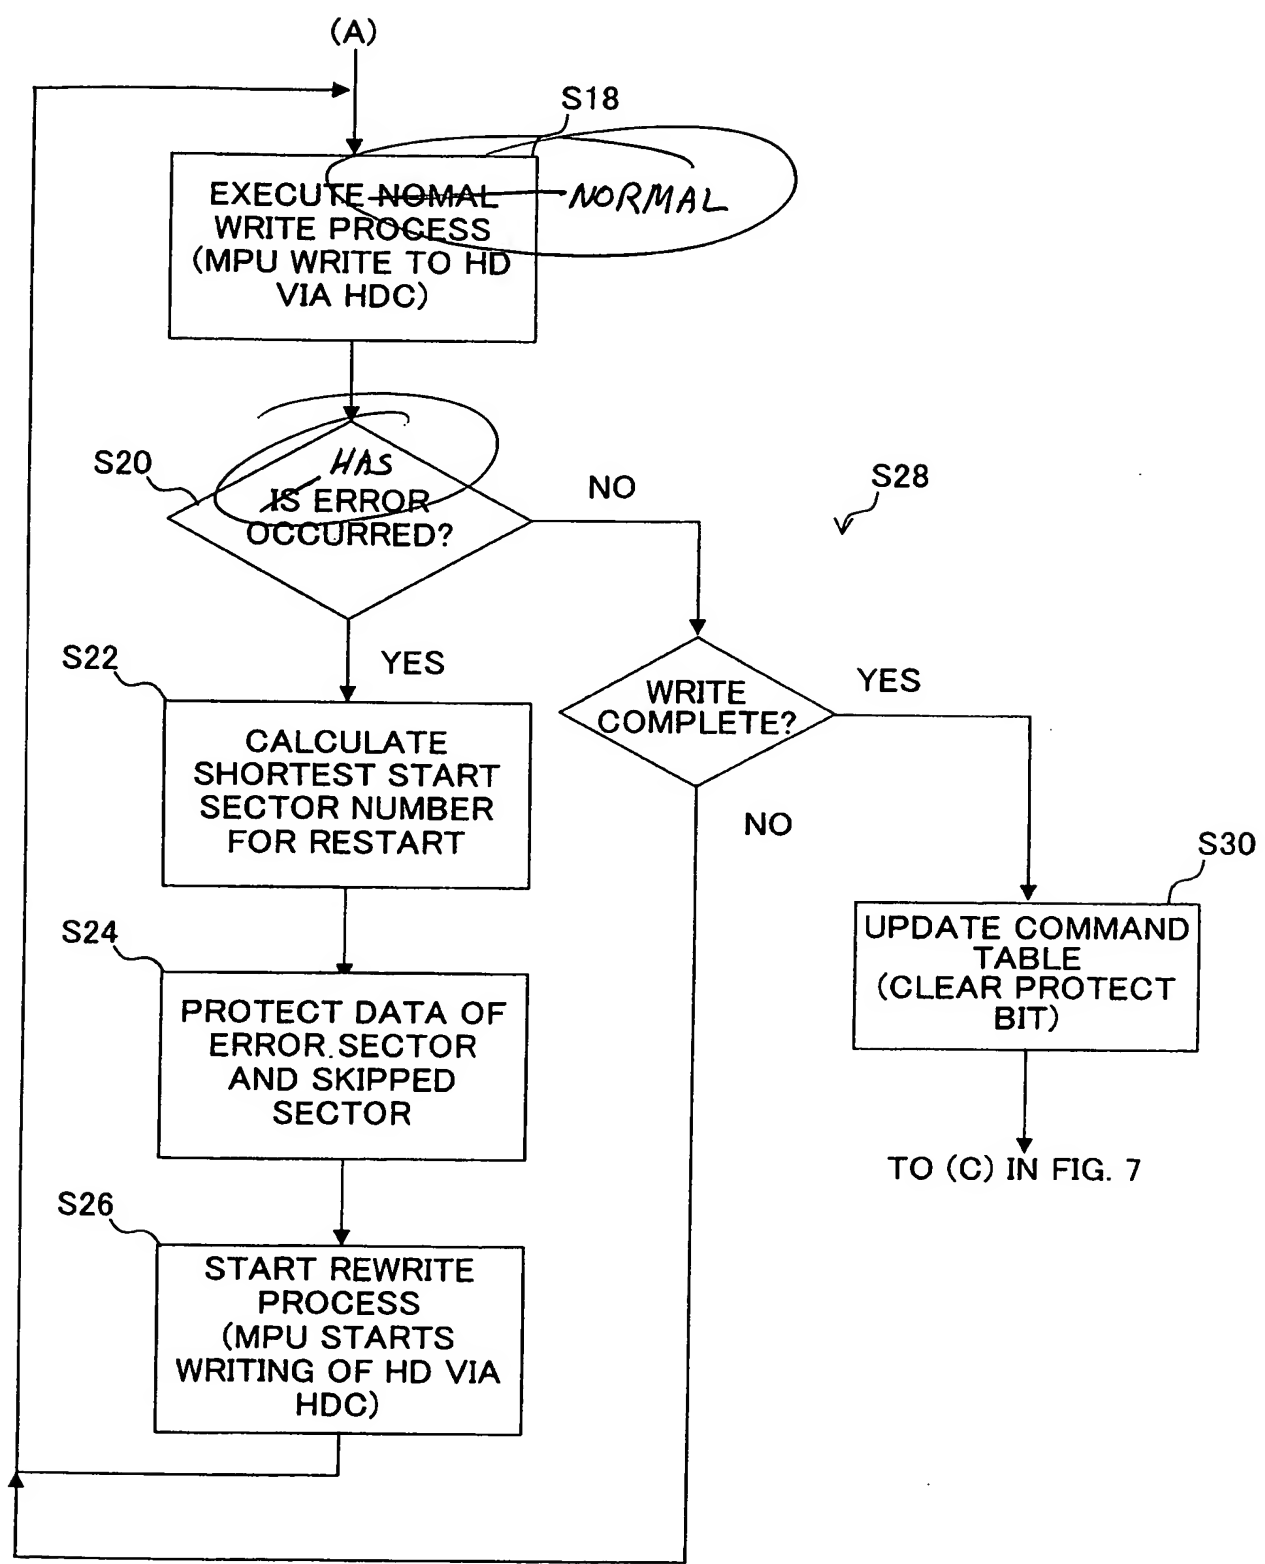 (A)
S18
EXECUTE NOMAL NORMAL
WRITE PROCESS
(MPU WRITE TO HD
VIA HDC)
S20
HAS
IS ERROR
OCCURRED?
NO
S28
YES
S22
CALCULATE
SHORTEST START
SECTOR NUMBER
FOR RESTART
WRITE
COMPLETE?
YES
NO
S24
PROTECT DATA OF
ERROR.SECTOR
AND SKIPPED
SECTOR
S30
UPDATE COMMAND
TABLE
(CLEAR PROTECT
BIT)
TO (C) IN FIG. 7
S26
START REWRITE
PROCESS
(MPU STARTS
WRITING OF HD VIA
HDC)